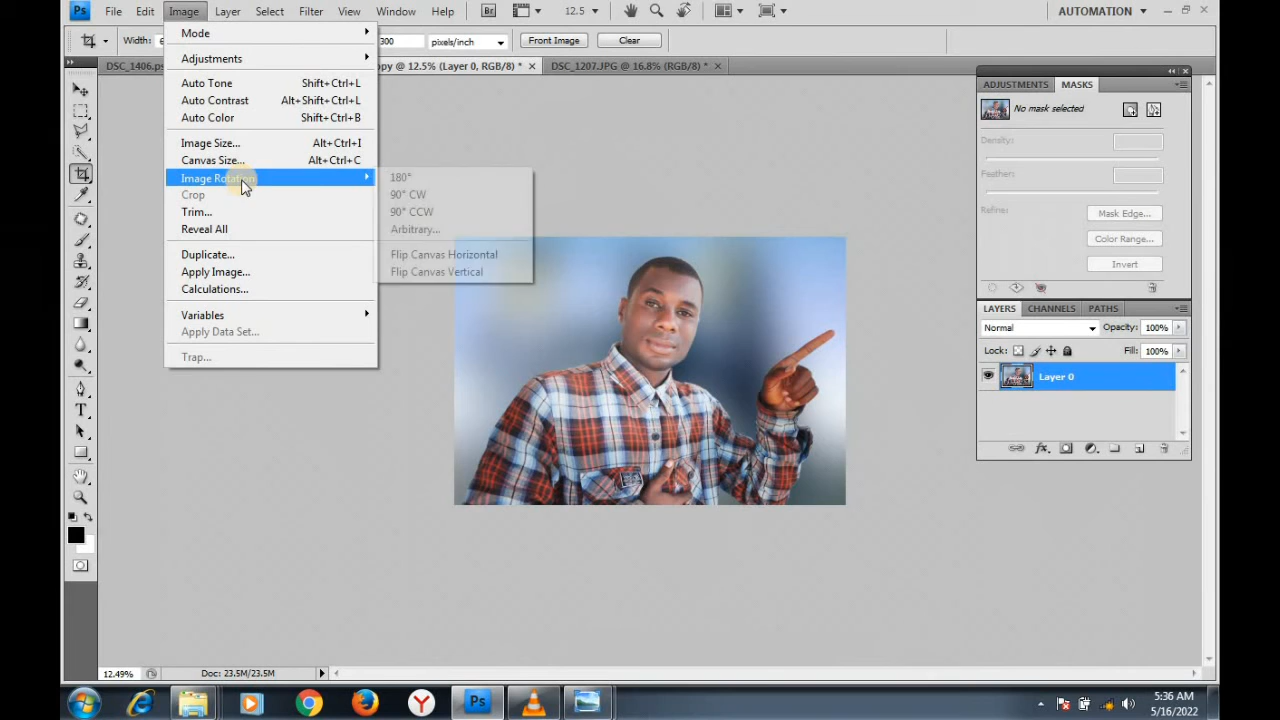 Ps File Edit Image Layer Select Filter View Window Help Br 12.5 AUTOMATION
Width: 300 pixels/inch Front Image Clear
DSC_1406.ps opy @ 12.5% (Layer 0, RGB/8) * DSC_1207.JPG @ 16.8% (RGB/8) *
Mode
Adjustments
Auto Tone Shift+Ctrl+L
Auto Contrast Alt+Shift+Ctrl+L
Auto Color Shift+Ctrl+B
Image Size... Alt+Ctrl+I
Canvas Size... Alt+Ctrl+C
Image Rotation
Crop
Trim...
Reveal All
Duplicate...
Apply Image...
Calculations...
Variables
Apply Data Set...
Trap...
180°
90° CW
90° CCW
Arbitrary...
Flip Canvas Horizontal
Flip Canvas Vertical
ADJUSTMENTS MASKS
No mask selected
Density:
Feather:
Refine: Mask Edge...
Color Range...
Invert
LAYERS CHANNELS PATHS
Normal Opacity: 100%
Lock: Fill: 100%
Layer 0
12.49% Doc: 23.5M/23.5M
Ps
5:36 AM
5/16/2022